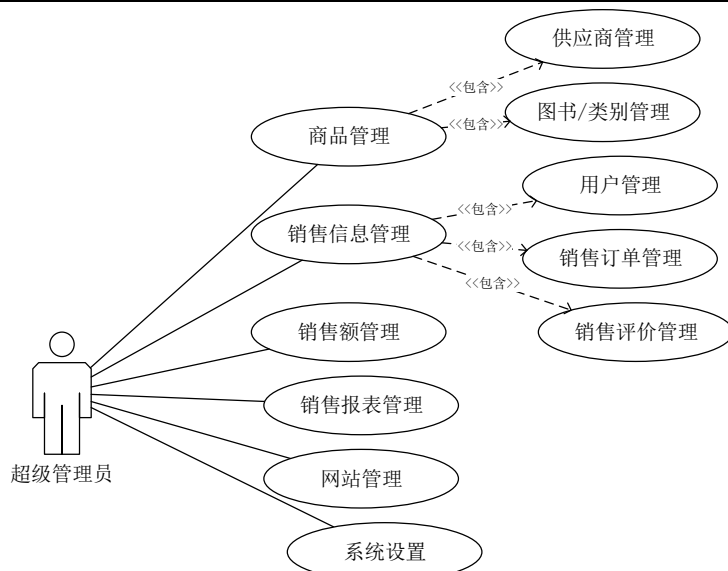 供应商管理
<<包含>>
商品管理
<<包含>>
图书/类别管理
用户管理
<<包含>>
销售信息管理
<<包含>>
销售订单管理
<<包含>>
销售评价管理
销售额管理
销售报表管理
超级管理员
网站管理
系统设置